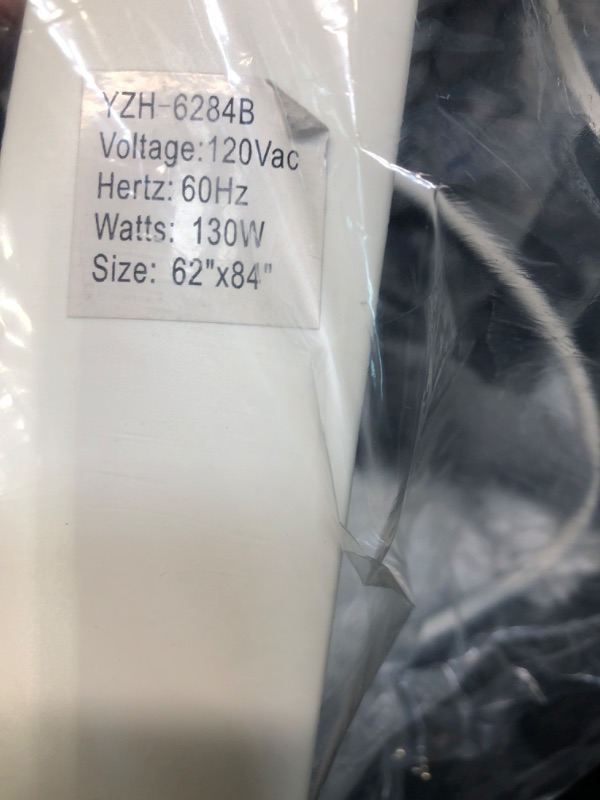 YZH-6284B
Voltage:120Vac
Hertz: 60Hz
Watts: 130W
Size: 62"x84"